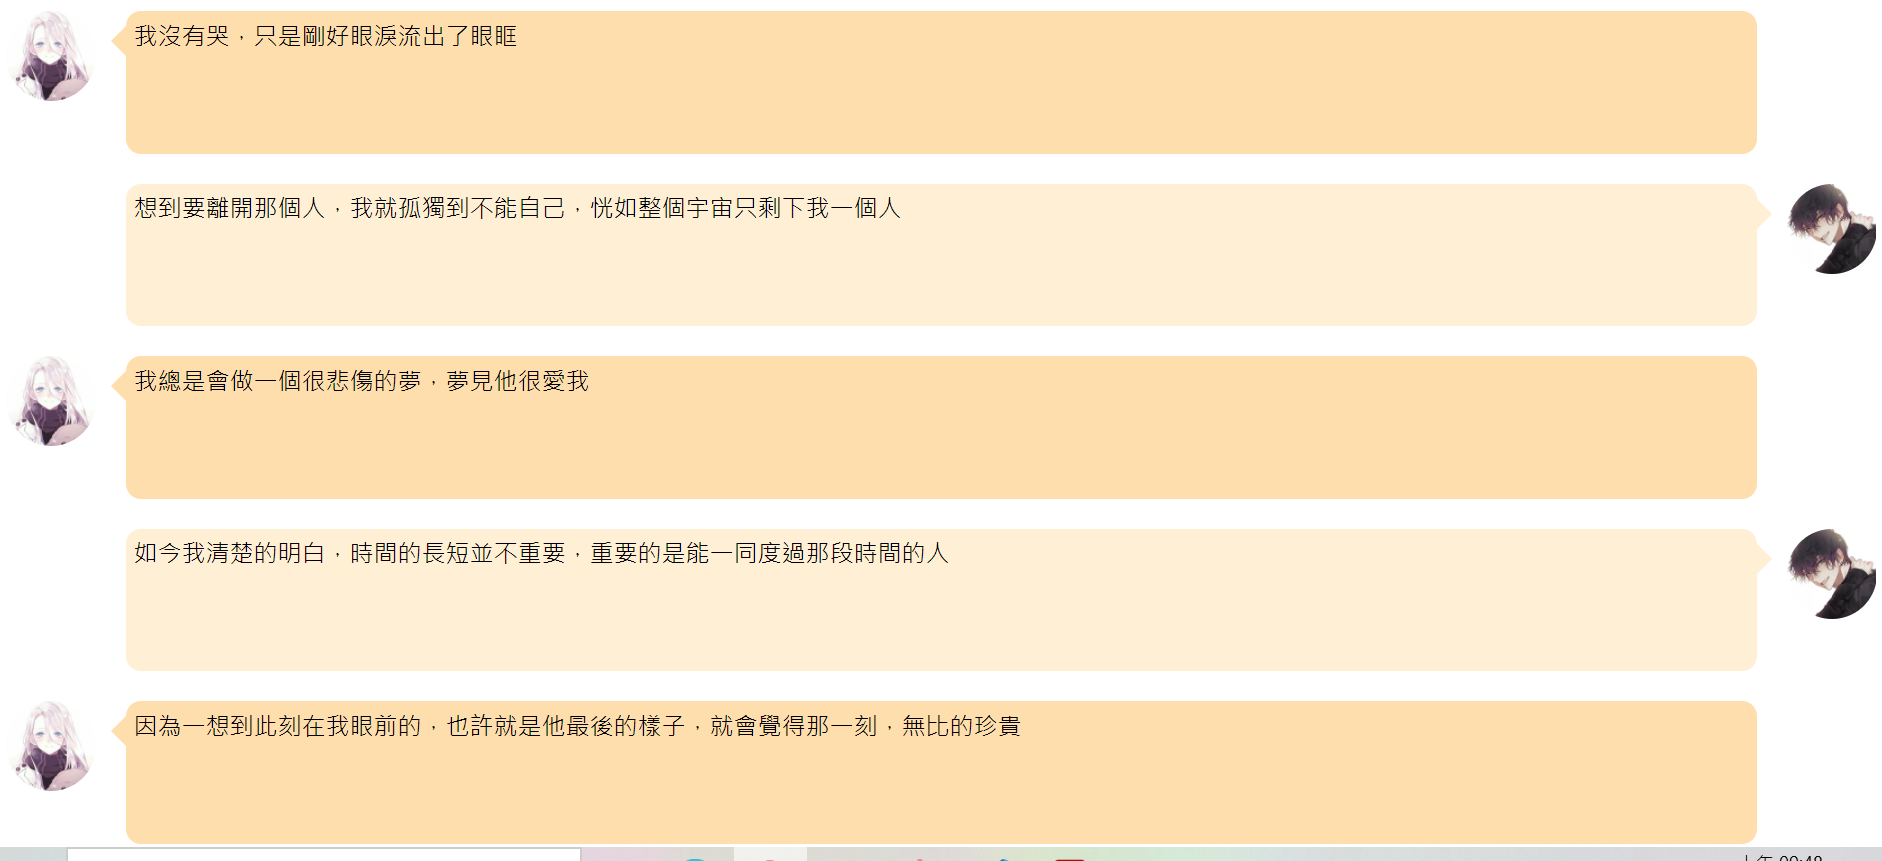 我沒有哭，只是剛好眼淚流出了眼眶
想到要離開那個人，我就孤獨到不能自己，恍如整個宇宙只剩下我一個人
我總是會做一個很悲傷的夢，夢見他很愛我
如今我清楚的明白，時間的長短並不重要，重要的是能一同度過那段時間的人
因為一想到此刻在我眼前的，也許就是他最後的樣子，就會覺得那一刻，無比的珍貴